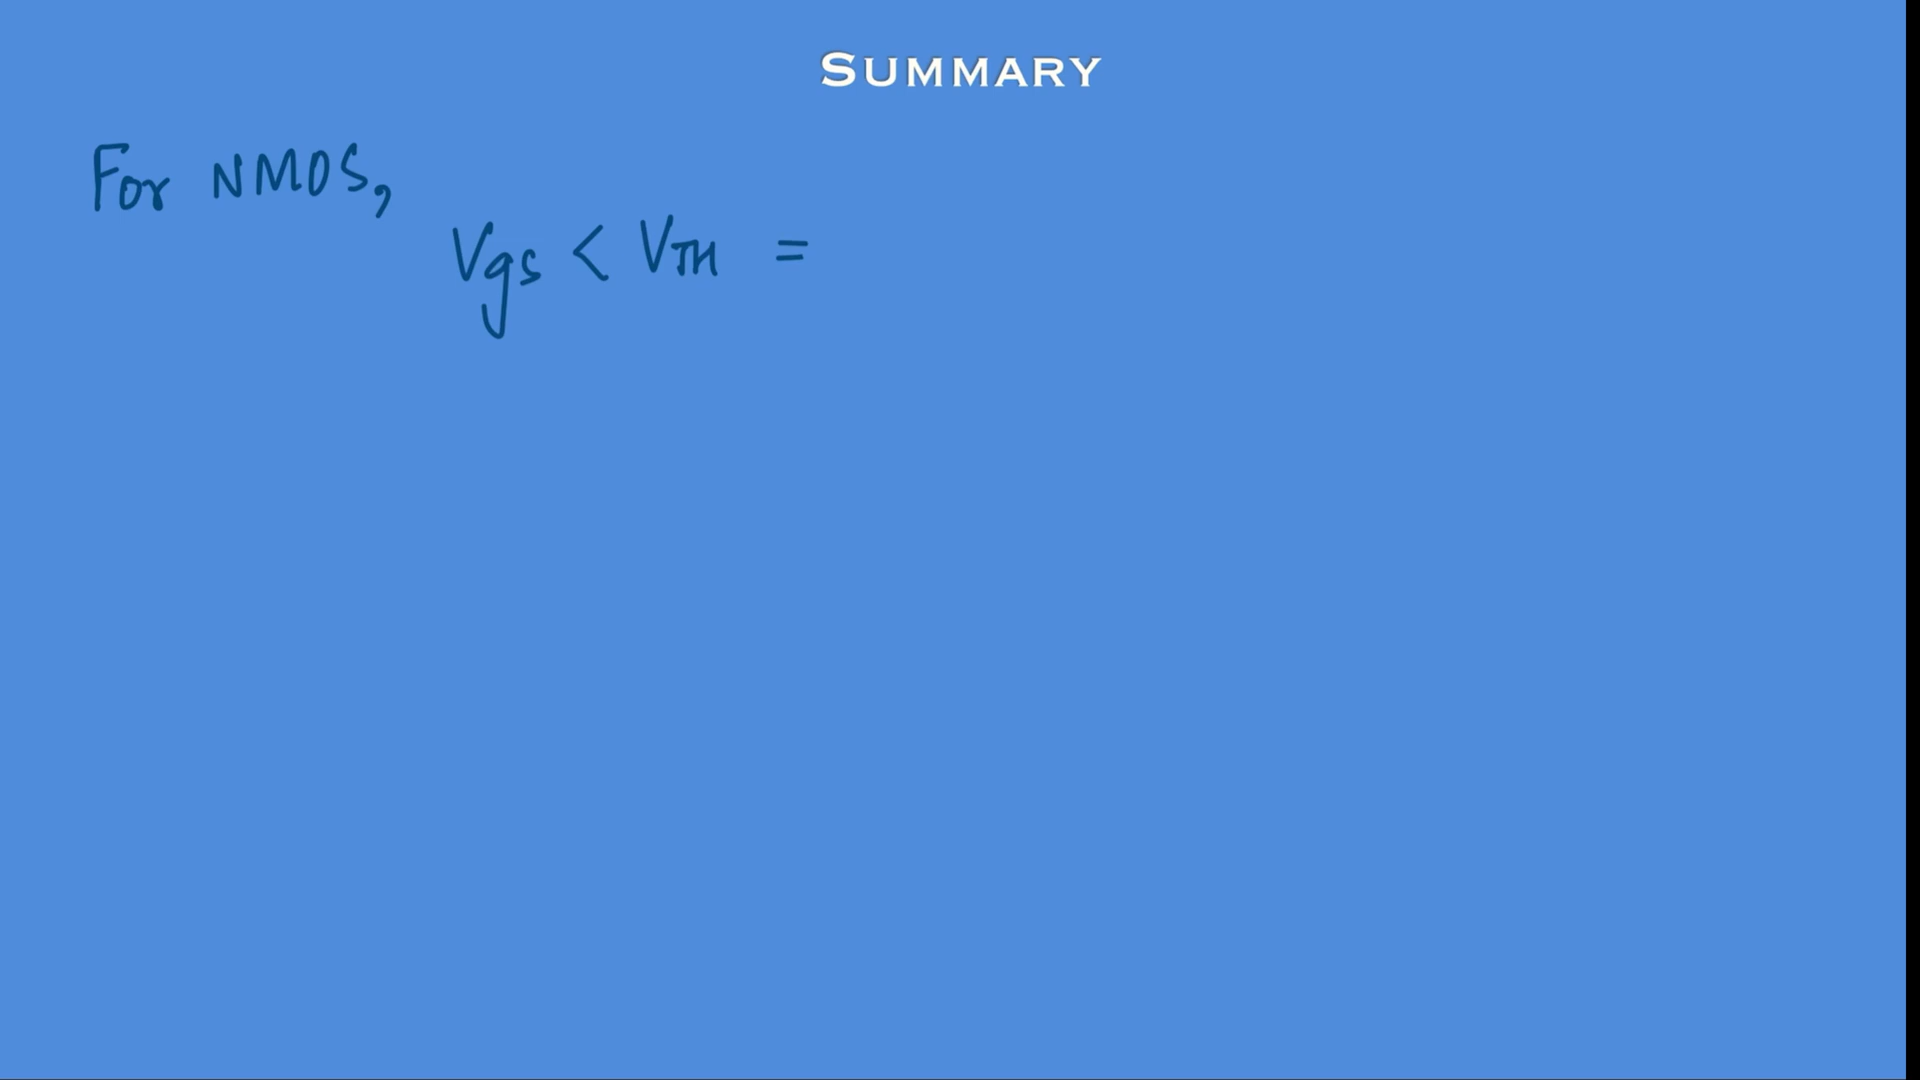 SUMMARY
For NMOS,
Vgs < VTH =